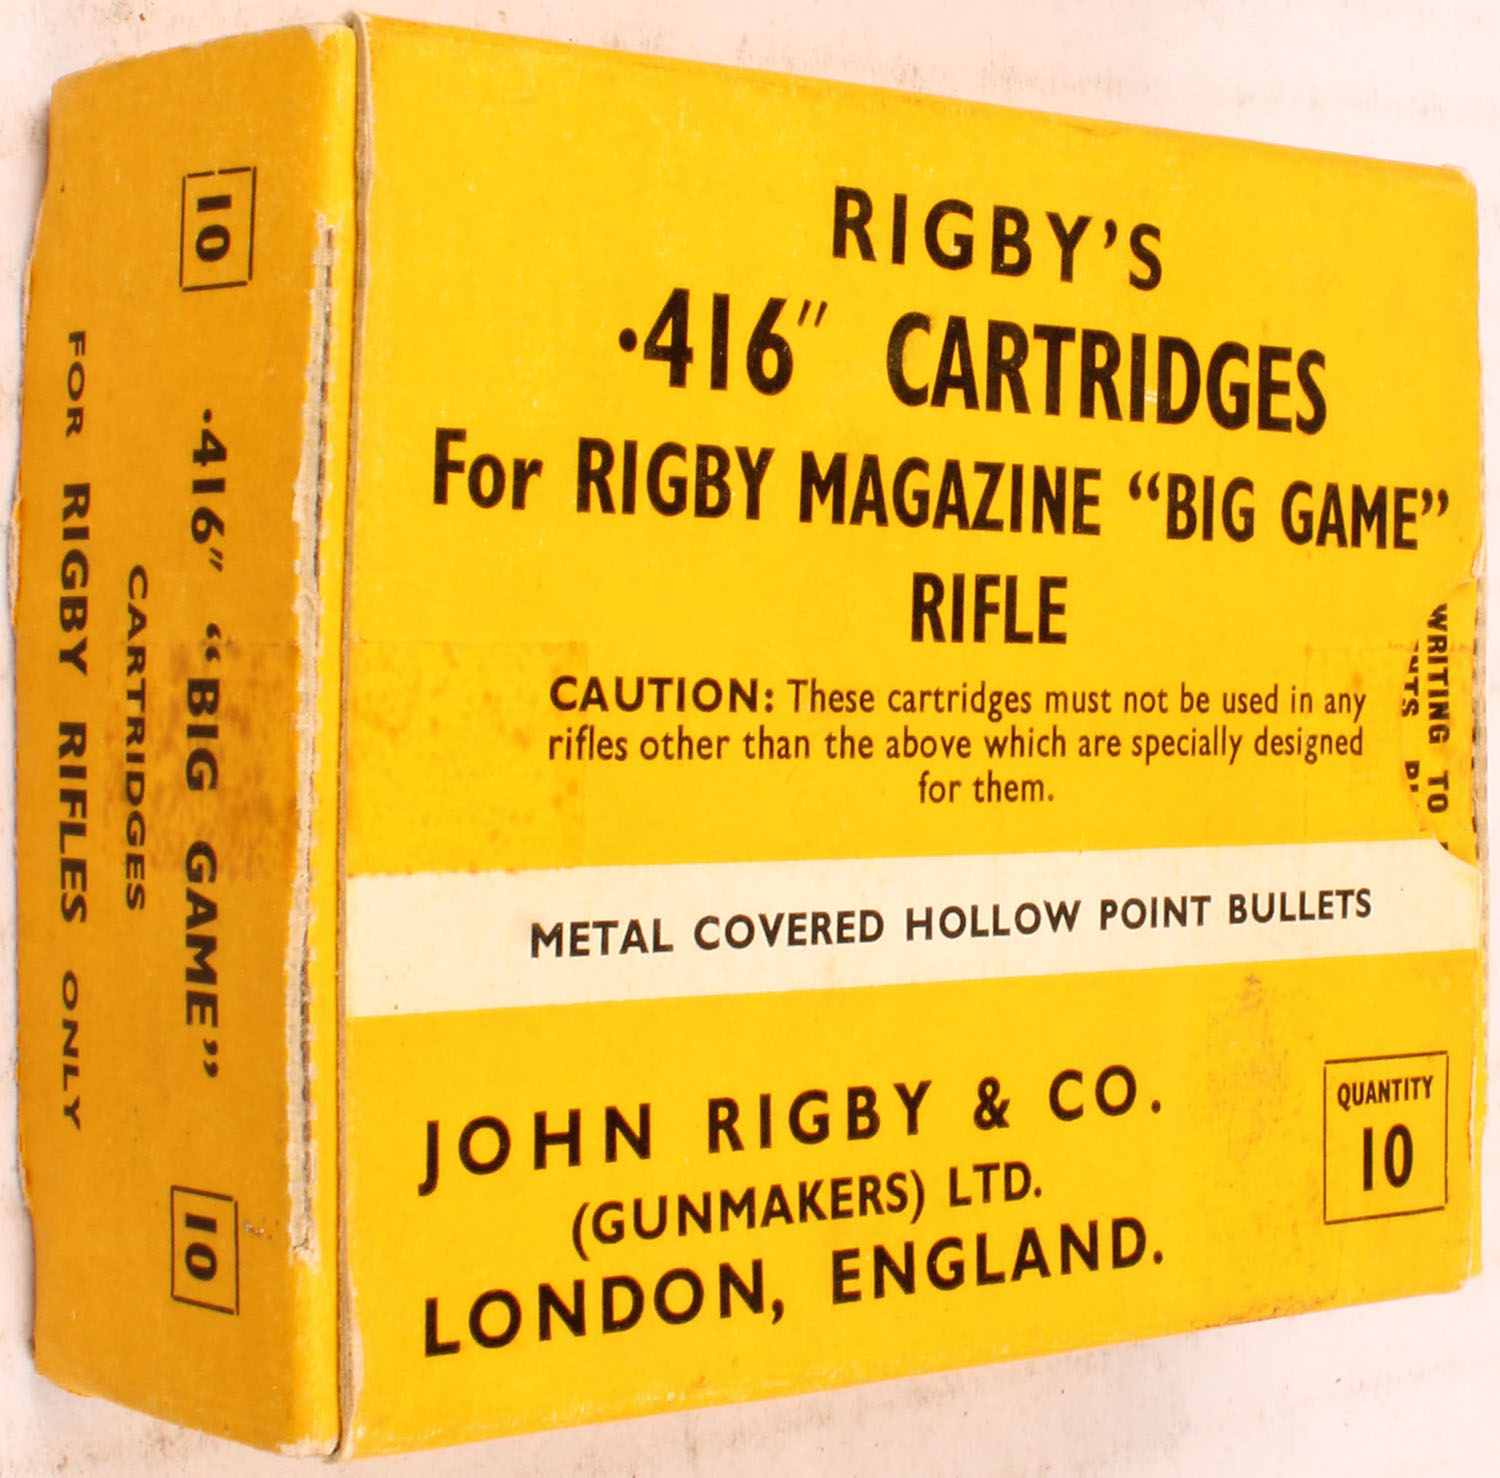 RIGBY'S
.416" CARTRIDGES
For RIGBY MAGAZINE "BIG GAME"
RIFLE
CAUTION: These cartridges must not be used in any
rifles other than the above which are specially designed
for them.
METAL COVERED HOLLOW POINT BULLETS
JOHN RIGBY & CO.
(GUNMAKERS) LTD.
LONDON, ENGLAND.
QUANTITY
10
WRITING TO
10 .416" "BIG GAME" 10
CARTRIDGES
FOR RIGBY RIFLES ONLY